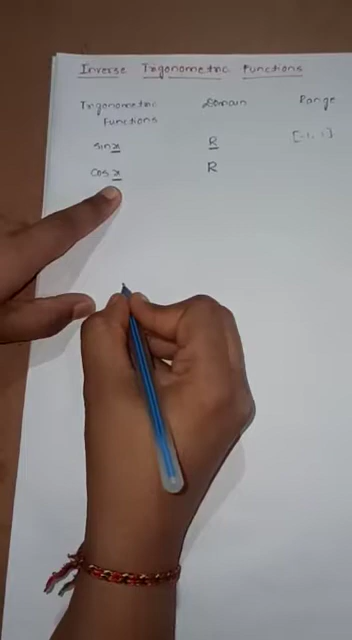 Inverse Trigonometric Functions
Trigonometric Functions Domain Range
sin x R [-1, 1]
cos x R